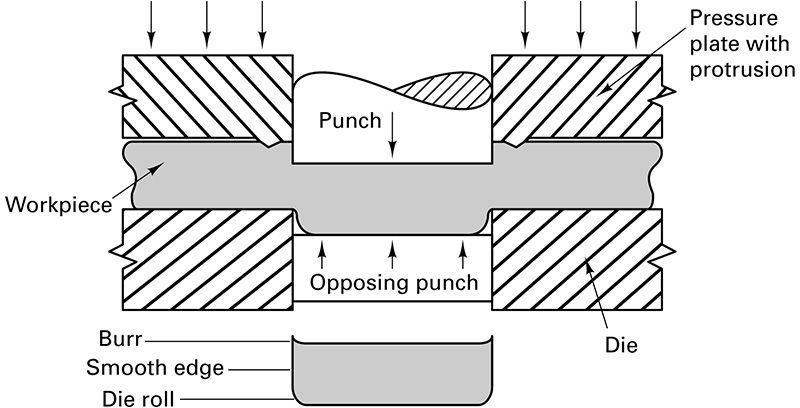 Pressure
plate with
protrusion
Punch
Workpiece
Opposing punch
Die
Burr
Smooth edge
Die roll